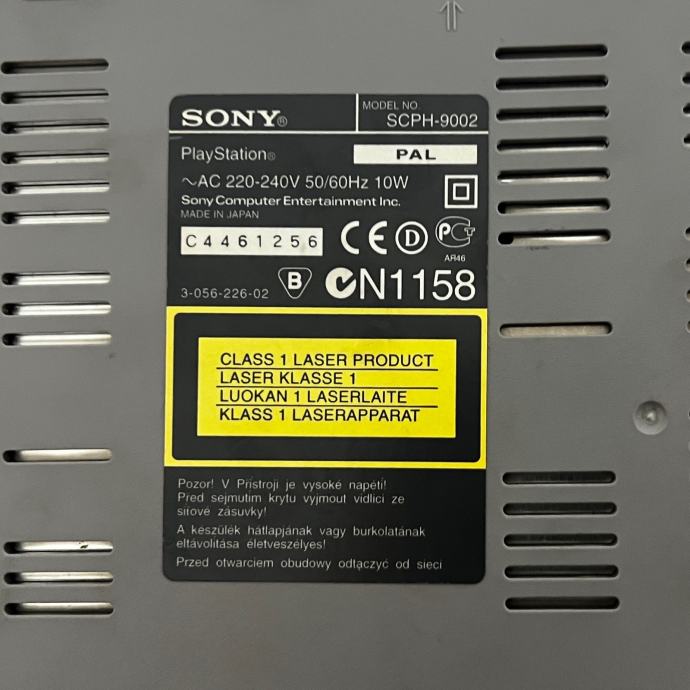 SONY®
MODEL NO.
SCPH-9002
PlayStation®
PAL
~AC 220-240V 50/60Hz 10W
Sony Computer Entertainment Inc.
MADE IN JAPAN
C4461256
CE D PCT
AR46
3-056-226-02
B
N1158
CLASS 1 LASER PRODUCT
LASER KLASSE 1
LUOKAN 1 LASERLAITE
KLASS 1 LASERAPPARAT
Pozor! V Přístroji je vysoké napětí!
Před sejmutím krytu vyjmout vidlici ze
síťové zásuvky!
A készülék hátlapjának vagy burkolatának
eltávolítása életveszélyes!
Przed otwarciem obudowy odłączyć od sieci